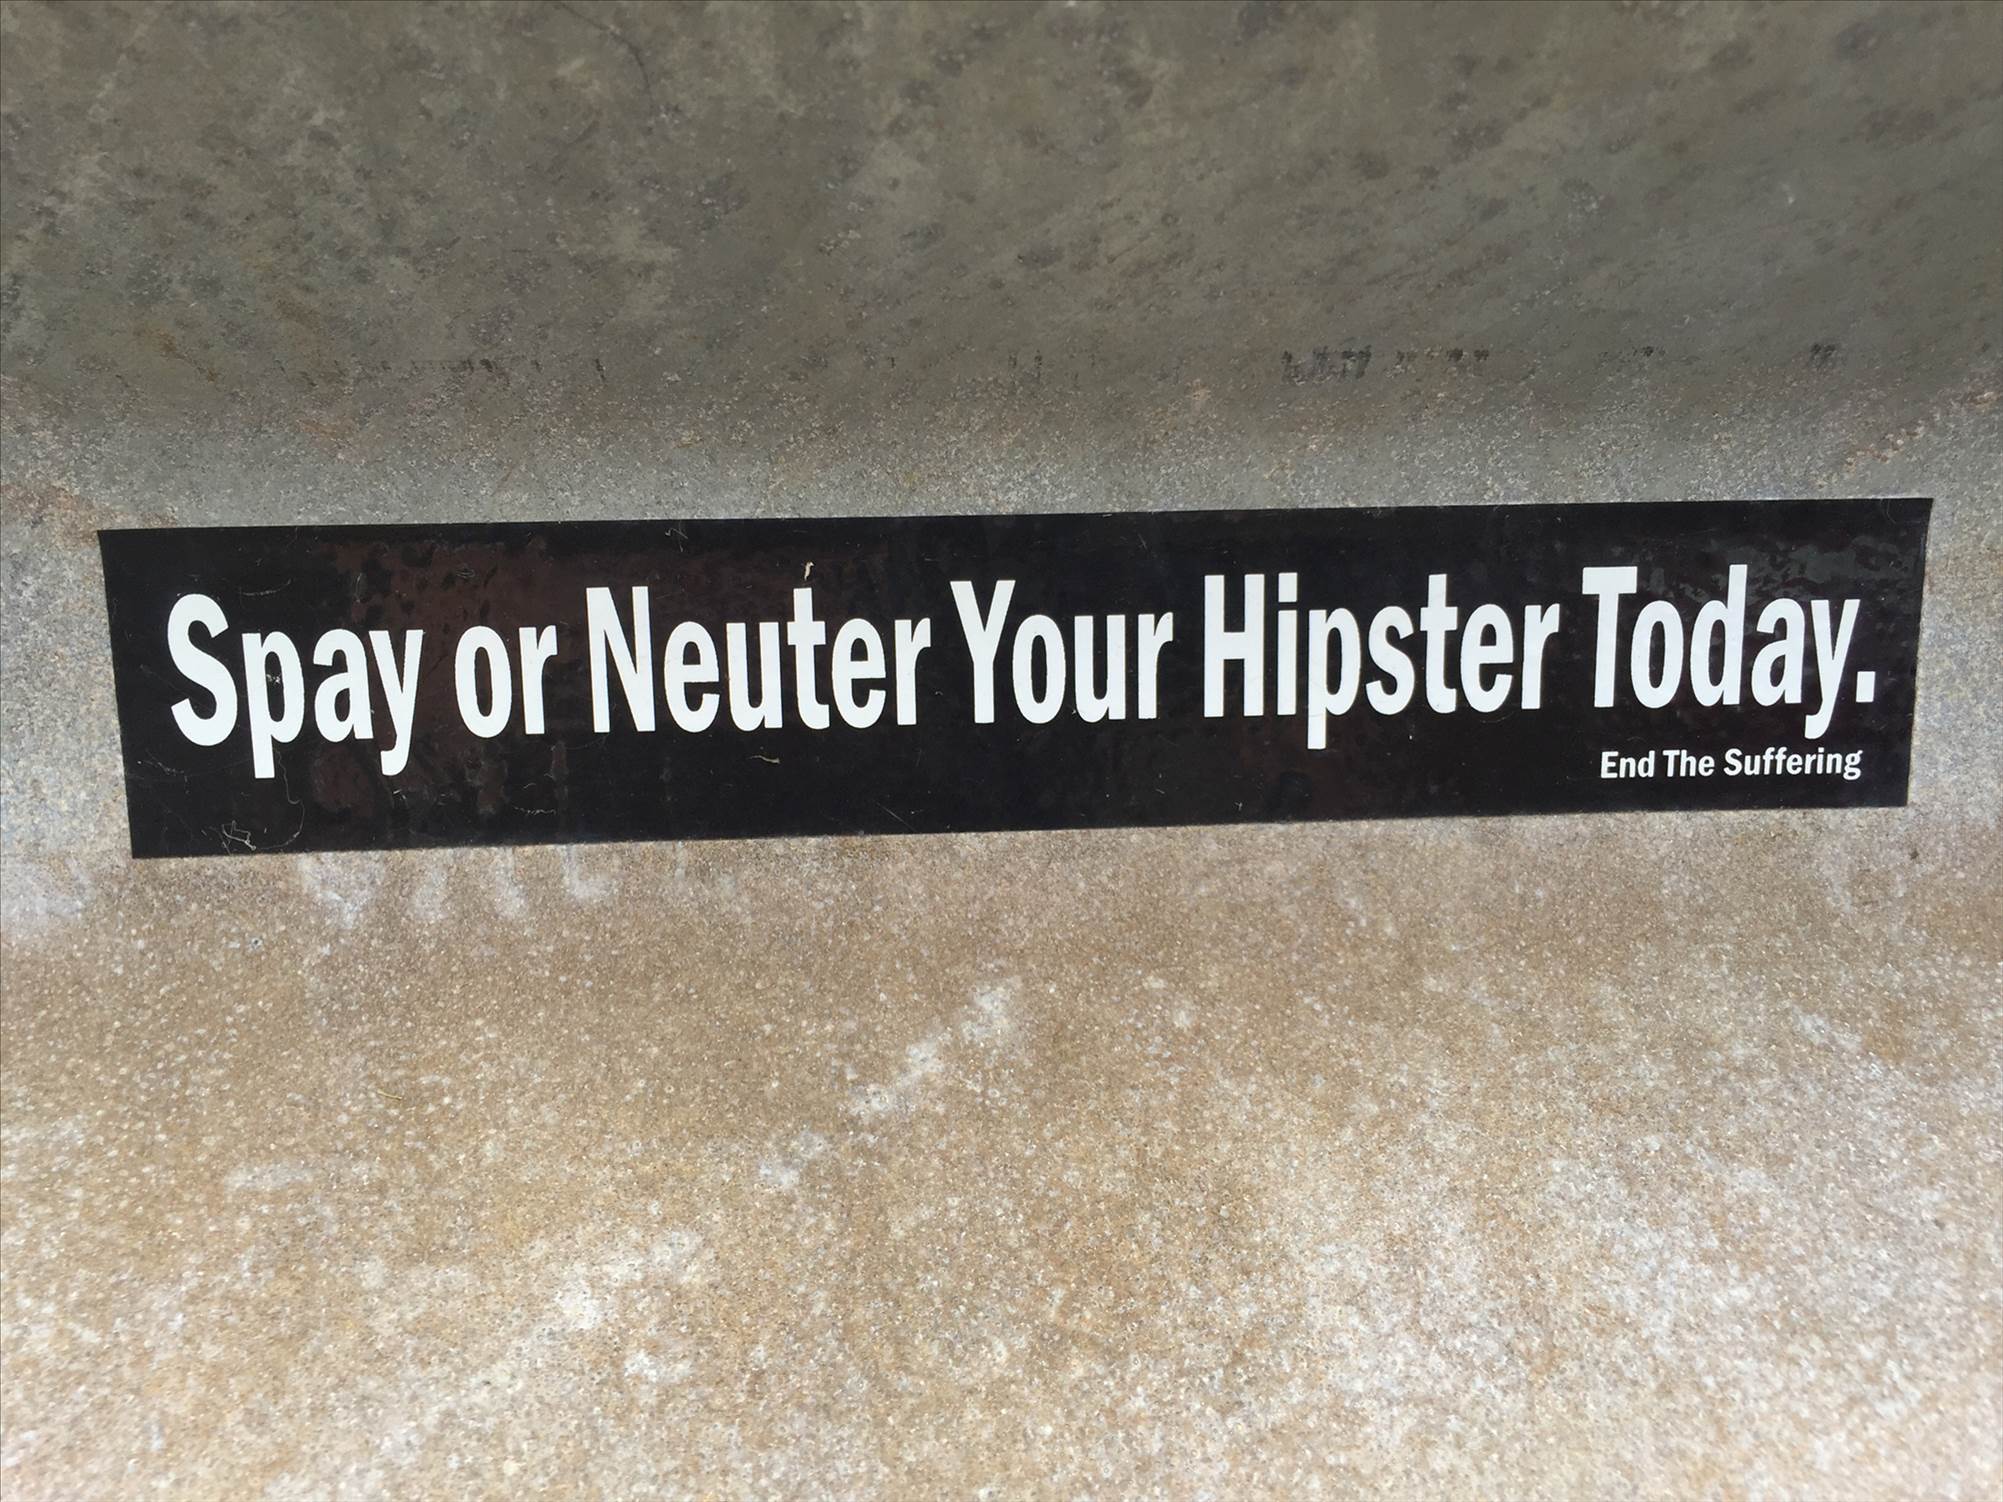 Spay or Neuter Your Hipster Today.
End The Suffering